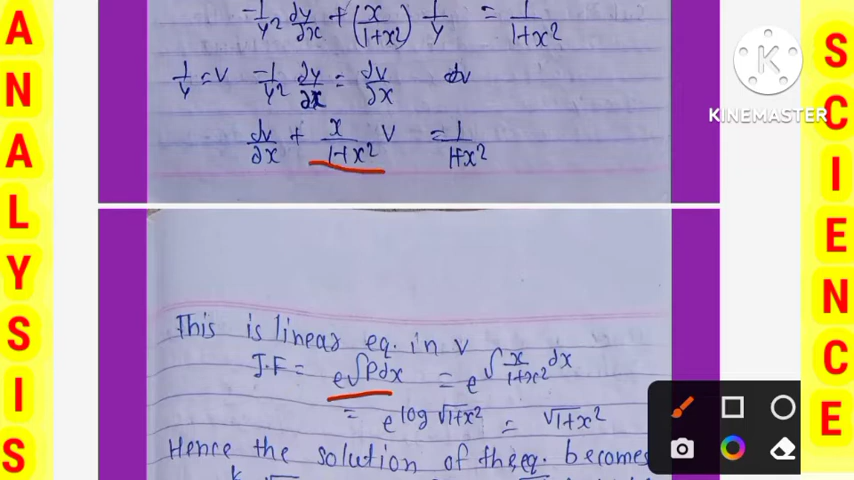 A
N
A
L
Y
S
I
S
-1/y² dy/dx + (x/1+x²) 1/y = 1/1+x²
1/y = V -1/y² dy/dx = dv/dx dv
dv/dx + x/1+x² V = 1/1+x²
This is linear eq. in V
I.F = e∫Pdx = e∫x/1+x² dx
= e log √1+x² = √1+x²
Hence the solution of the eq. becomes
S
C
I
E
N
C
E
KINEMASTER